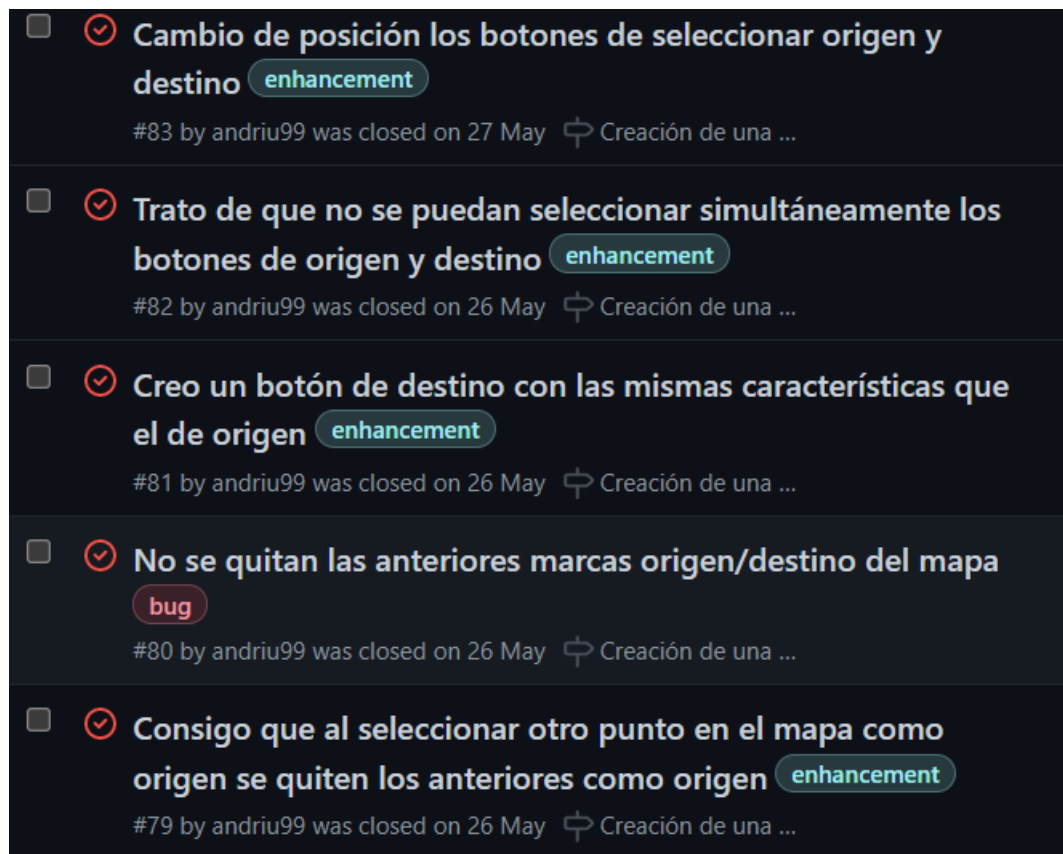 Cambio de posición los botones de seleccionar origen y
destino enhancement
#83 by andriu99 was closed on 27 May Creación de una ...
Trato de que no se puedan seleccionar simultáneamente los
botones de origen y destino enhancement
#82 by andriu99 was closed on 26 May Creación de una ...
Creo un botón de destino con las mismas características que
el de origen enhancement
#81 by andriu99 was closed on 26 May Creación de una ...
No se quitan las anteriores marcas origen/destino del mapa
bug
#80 by andriu99 was closed on 26 May Creación de una ...
Consigo que al seleccionar otro punto en el mapa como
origen se quiten los anteriores como origen enhancement
#79 by andriu99 was closed on 26 May Creación de una ...